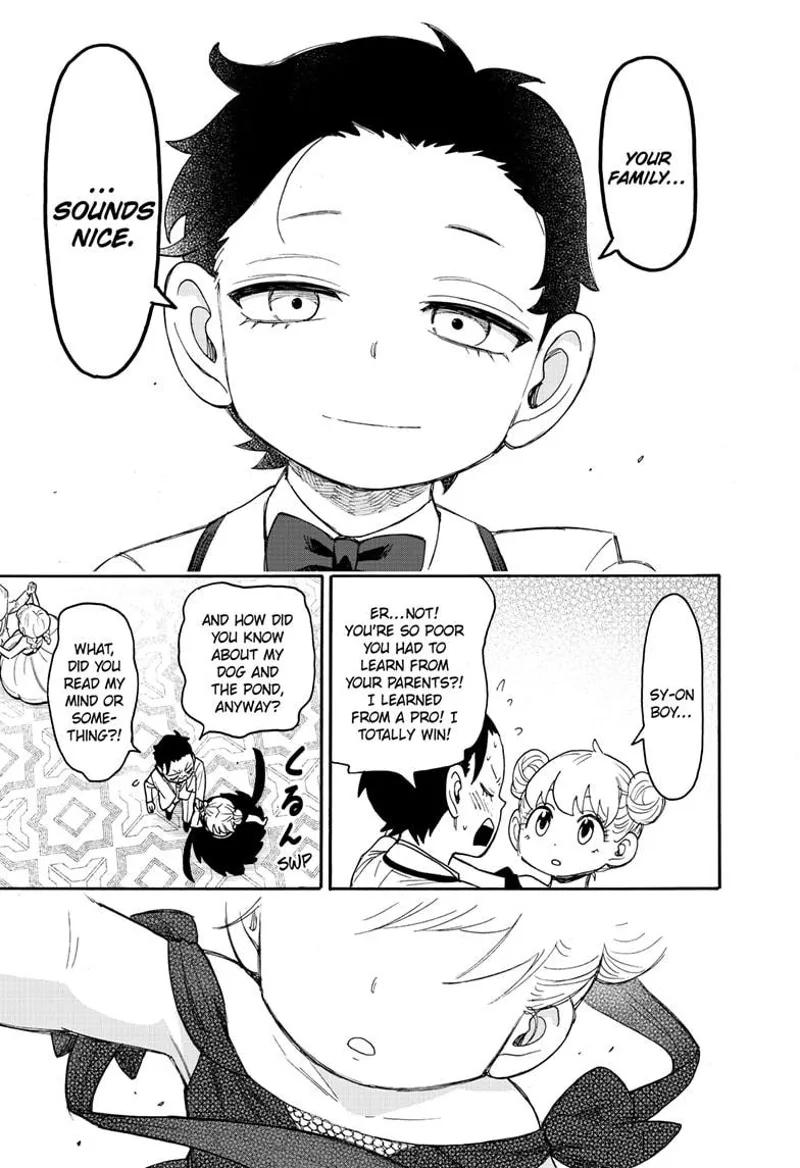 YOUR
FAMILY...
...
SOUNDS
NICE.
SY-ON
BOY...
ER...NOT!
YOU'RE SO POOR
YOU HAD TO
LEARN FROM
YOUR PARENTS?!
I LEARNED
FROM A PRO! I
TOTALLY WIN!
AND HOW DID
YOU KNOW
ABOUT MY
DOG AND
THE POND,
ANYWAY?
くるん
SWP
WHAT,
DID YOU
READ MY
MIND OR
SOME-
THING?!